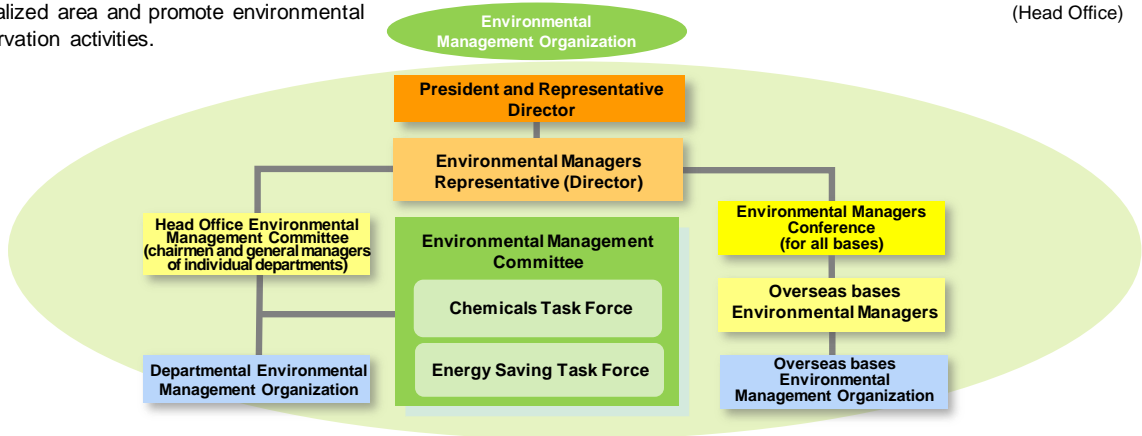 alized area and promote environmental
rvation activities.
(Head Office)
Environmental
Management Organization
President and Representative
Director
Environmental Managers
Representative (Director)
Head Office Environmental
Management Committee
(chairmen and general managers
of individual departments)
Environmental Management
Committee
Chemicals Task Force
Energy Saving Task Force
Environmental Managers
Conference
(for all bases)
Overseas bases
Environmental Managers
Departmental Environmental
Management Organization
Overseas bases
Environmental
Management Organization